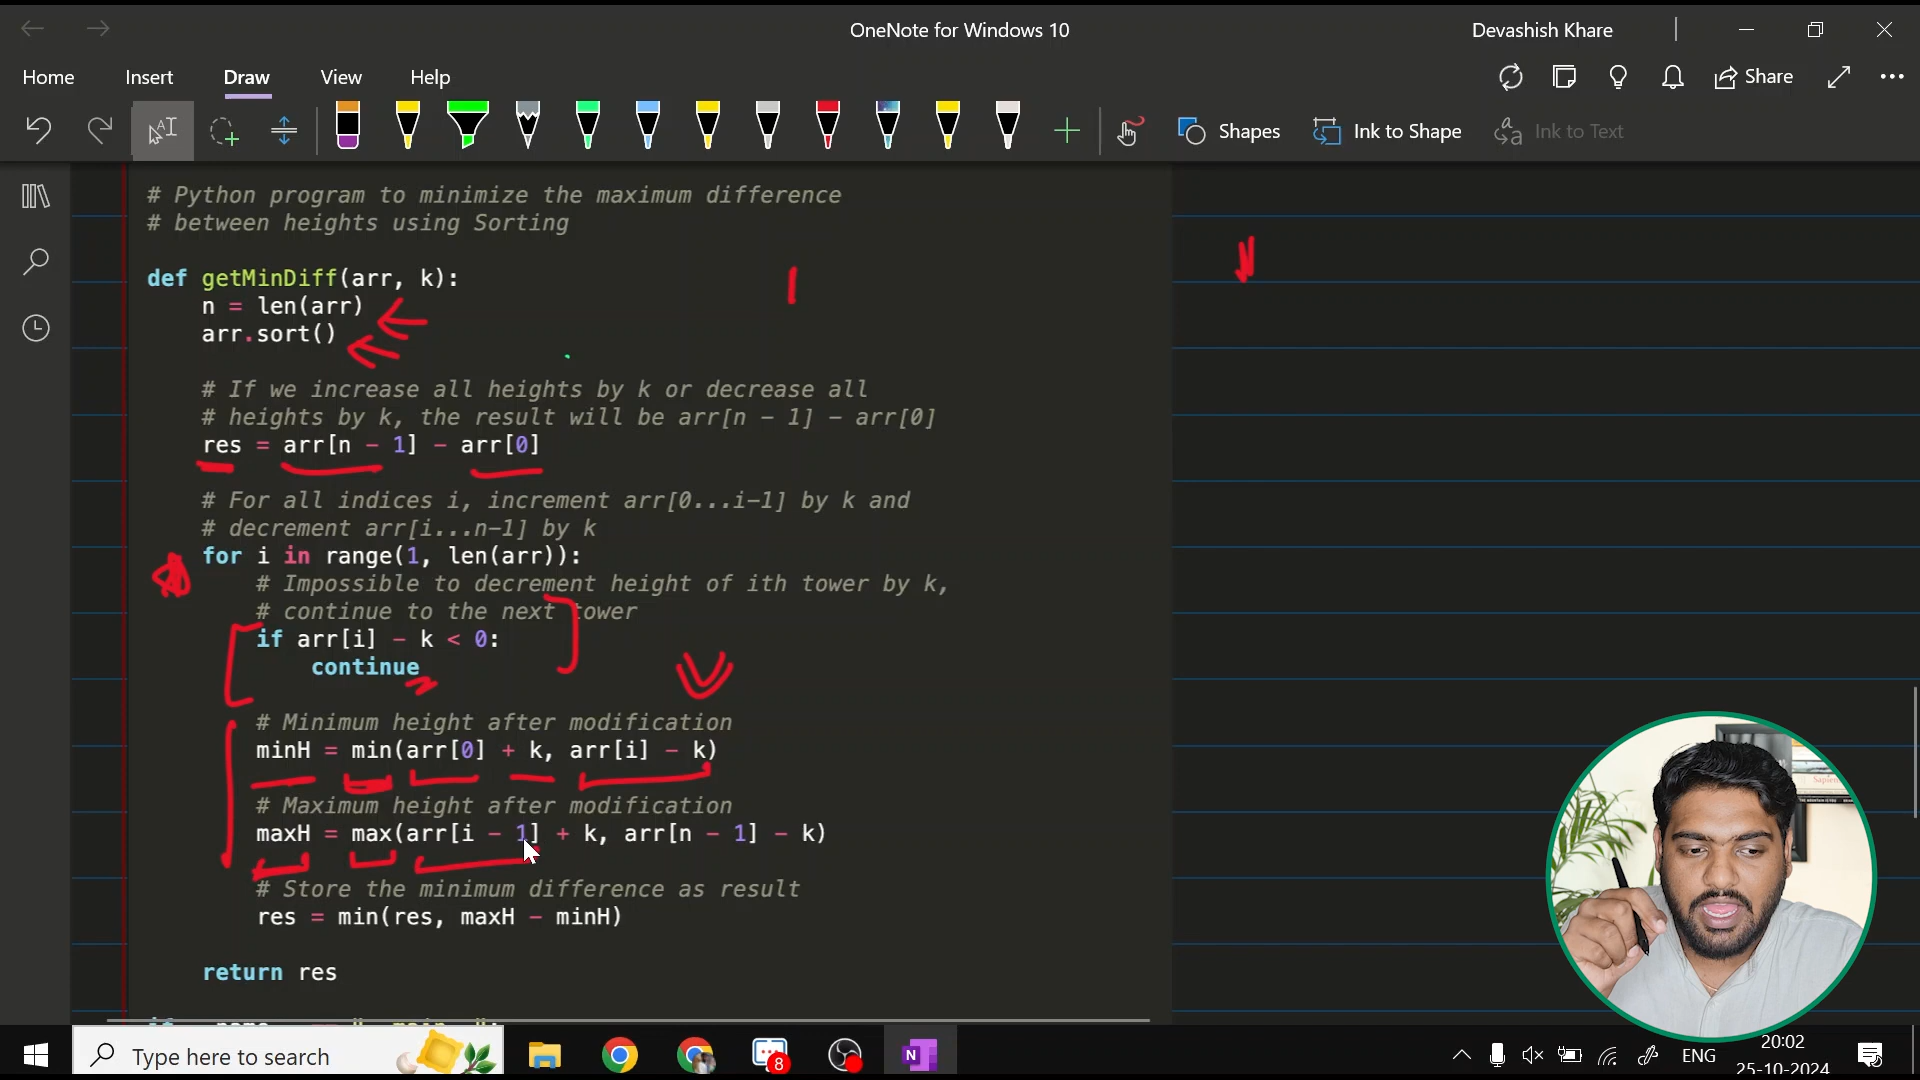 OneNote for Windows 10
Devashish Khare
Home Insert Draw View Help
Share
Shapes Ink to Shape Ink to Text
# Python program to minimize the maximum difference
# between heights using Sorting
def getMinDiff(arr, k):
n = len(arr)
arr.sort()
# If we increase all heights by k or decrease all
# heights by k, the result will be arr[n - 1] - arr[0]
res = arr[n - 1] - arr[0]
# For all indices i, increment arr[0...i-1] by k and
# decrement arr[i...n-1] by k
for i in range(1, len(arr)):
# Impossible to decrement height of ith tower by k,
# continue to the next tower
if arr[i] - k < 0:
continue
# Minimum height after modification
minH = min(arr[0] + k, arr[i] - k)
# Maximum height after modification
maxH = max(arr[i - 1] + k, arr[n - 1] - k)
# Store the minimum difference as result
res = min(res, maxH - minH)
return res
Type here to search
8
N
ENG
20:02
25-10-2024